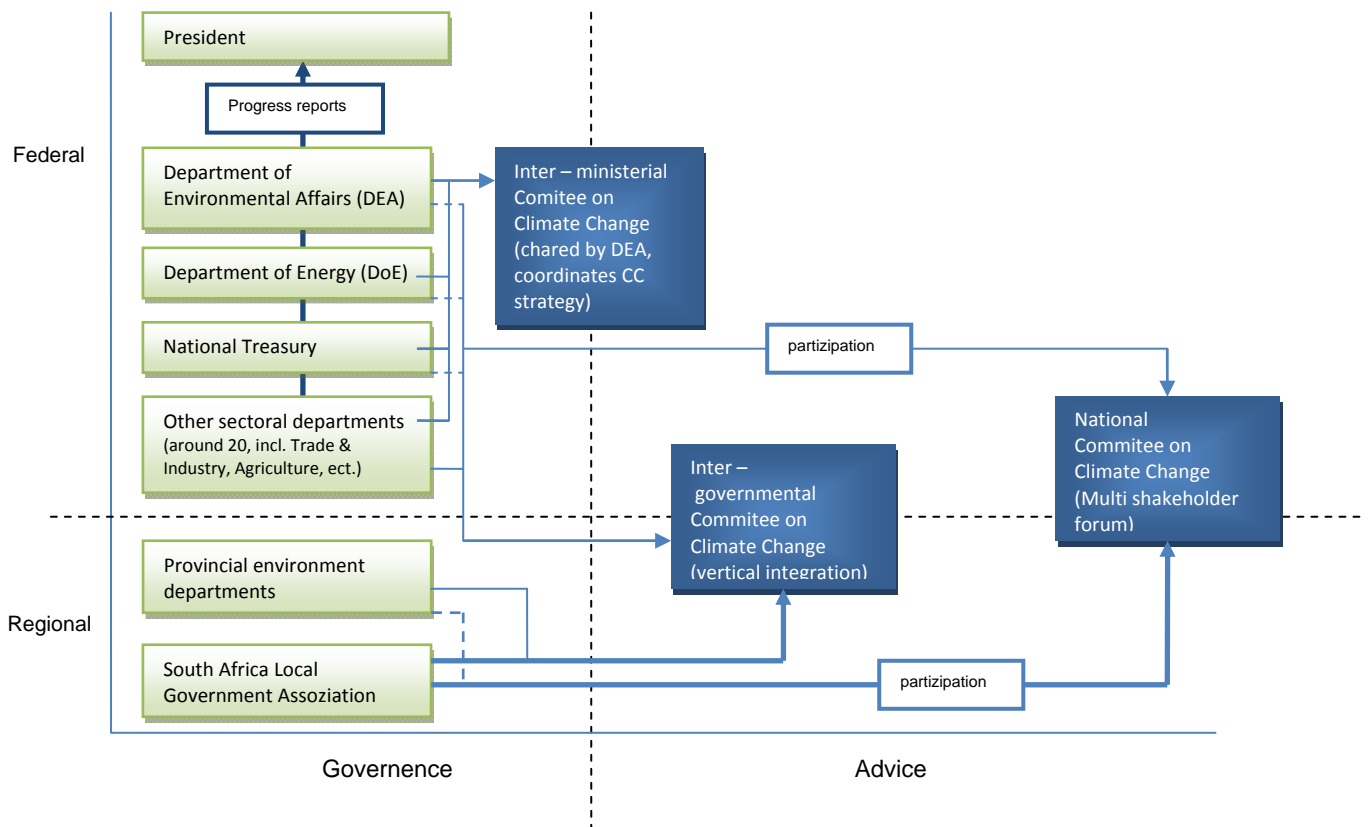 President
Progress reports
Federal
Department of
Environmental Affairs (DEA)
Inter – ministerial
Comitee on
Climate Change
(chared by DEA,
coordinates CC
strategy)
Department of Energy (DoE)
National Treasury
partizipation
Other sectoral departments
(around 20, incl. Trade &
Industry, Agriculture, ect.)
National
Commitee on
Climate Change
(Multi shakeholder
forum)
Inter –
governmental
Commitee on
Climate Change
(vertical integration)
Provincial environment
departments
Regional
South Africa Local
Government Assoziation
partizipation
Governence
Advice